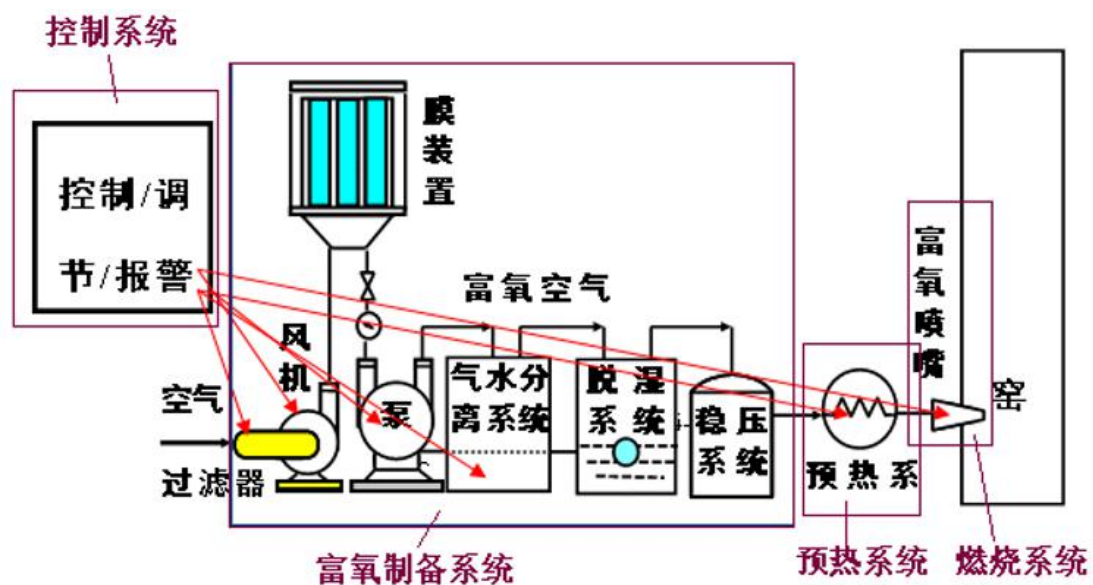 控制系统
控制/调
节/报警
膜装置
富氧空气
风机
空气
过滤器
泵
气水分
离系统
脱湿
系统
稳压
系统
预热系
富氧喷嘴
窑
富氧制备系统
预热系统
燃烧系统